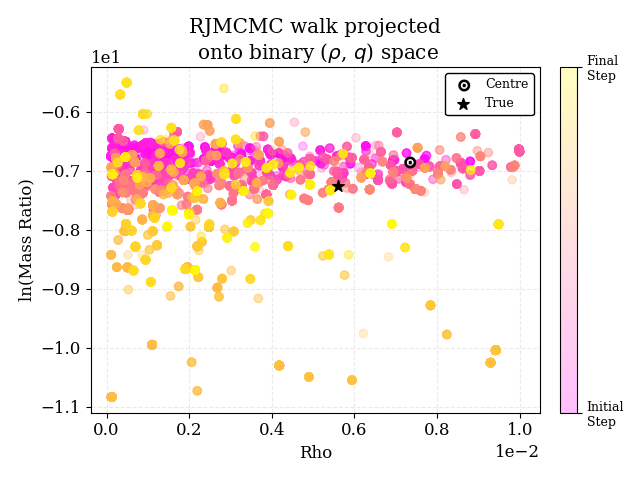 RJMCMC walk projected
onto binary (ρ, q) space
1e1
Centre
True
Final
Step
−0.6
−0.7
−0.8
−0.9
−1.0
−1.1
ln(Mass Ratio)
Initial
Step
0.0 0.2 0.4 0.6 0.8 1.0
Rho
1e−2